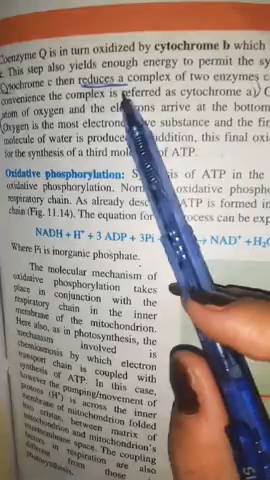 Coenzyme Q is in turn oxidized by cytochrome b which
c. This step also yields enough energy to permit the sy
Cytochrome c then reduces a complex of two enzymes c
convenience the complex is referred as cytochrome a). C
atom of oxygen and the electrons arrive at the bottom
Oxygen is the most electrone substance and the fin
molecule of water is produce addition, this final oxi
for the synthesis of a third mole of ATP.
Oxidative phosphorylation: S is of ATP in the
oxidative phosphorylation. Nor oxidative phosphor
respiratory chain. As already des ATP is formed in
chain (Fig. 11.14). The equation for rocess can be exp
NADH + H+ + 3 ADP + 3Pi → NAD+ + H₂O
Where Pi is inorganic phosphate.
The molecular mechanism of
oxidative phosphorylation takes
place in conjunction with the
respiratory chain in the inner
membrane of the mitochondrion.
Here also, as in photosynthesis, the
mechanism involved is
chemiosmosis by which electron
transport chain is coupled with
synthesis of ATP. In this case,
however the pumping/movement of
protons (H+) is across the inner
membrane of mitochondrion folded
into cristae, between matrix of
mitochondrion and mitochondrion's
intermembrane space. The coupling
factors in respiration are also
different from those
photosynthesis.